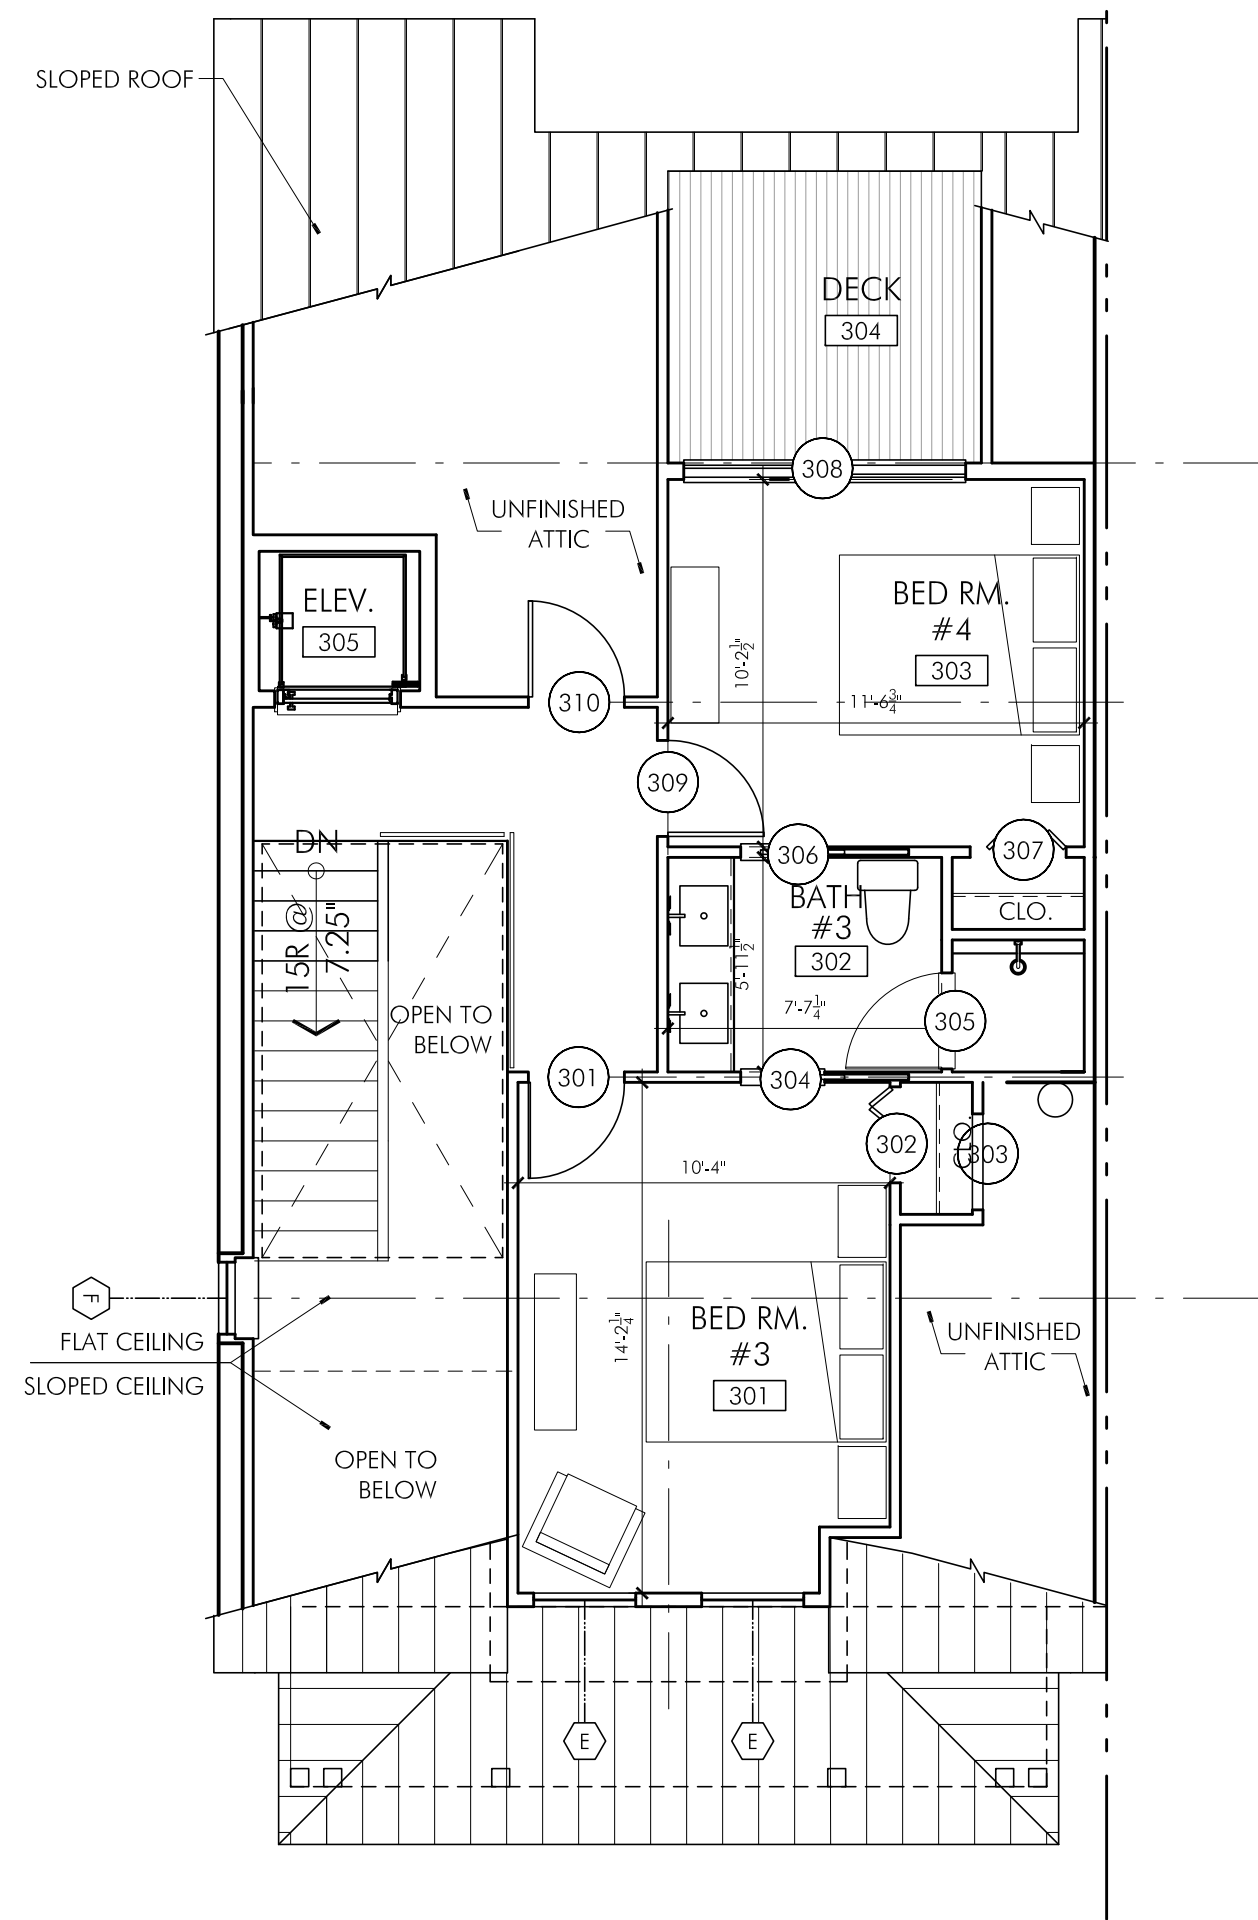 SLOPED ROOF
DECK
304
308
UNFINISHED
ATTIC
ELEV.
305
BED RM.
#4
303
10'-2½"
11'-6¾"
310
309
DN
15R @
7.25"
306
307
BATH
#3
302
CLO.
5'-11½"
7'-7¼"
305
OPEN TO
BELOW
301
304
302
CLO.
303
10'-4"
F
FLAT CEILING
SLOPED CEILING
14'-2¼"
BED RM.
#3
301
UNFINISHED
ATTIC
OPEN TO
BELOW
E
E